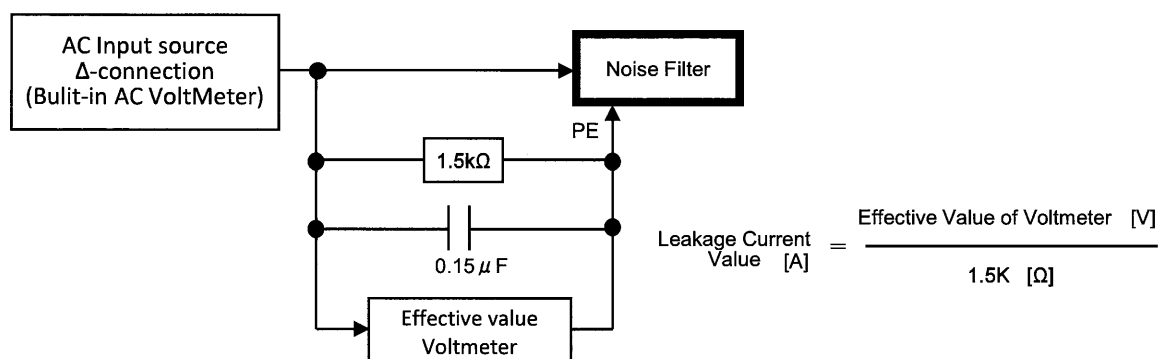 AC Input source
Δ-connection
(Bulit-in AC VoltMeter)
Noise Filter
PE
1.5kΩ
0.15μF
Effective value
Voltmeter
Leakage Current
Value [A]
=
Effective Value of Voltmeter [V]
1.5K [Ω]